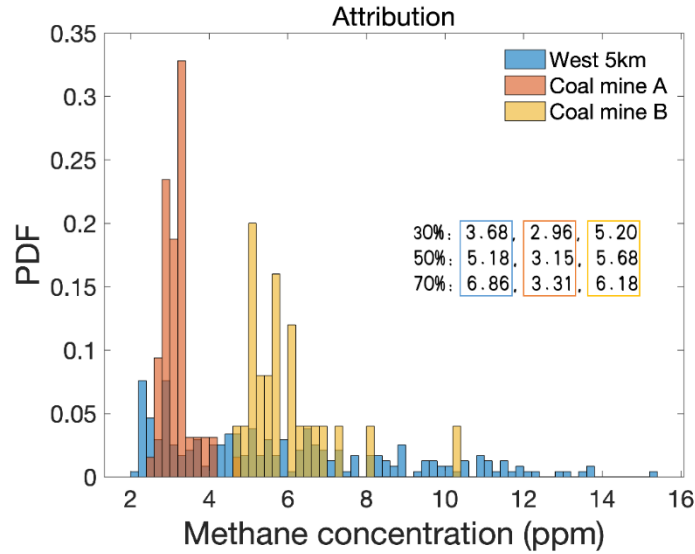 Attribution
0.35
0.3
0.25
0.2
0.15
0.1
0.05
0
PDF
West 5km
Coal mine A
Coal mine B
30%: 3.68, 2.96, 5.20
50%: 5.18, 3.15, 5.68
70%: 6.86, 3.31, 6.18
2 4 6 8 10 12 14 16
Methane concentration (ppm)